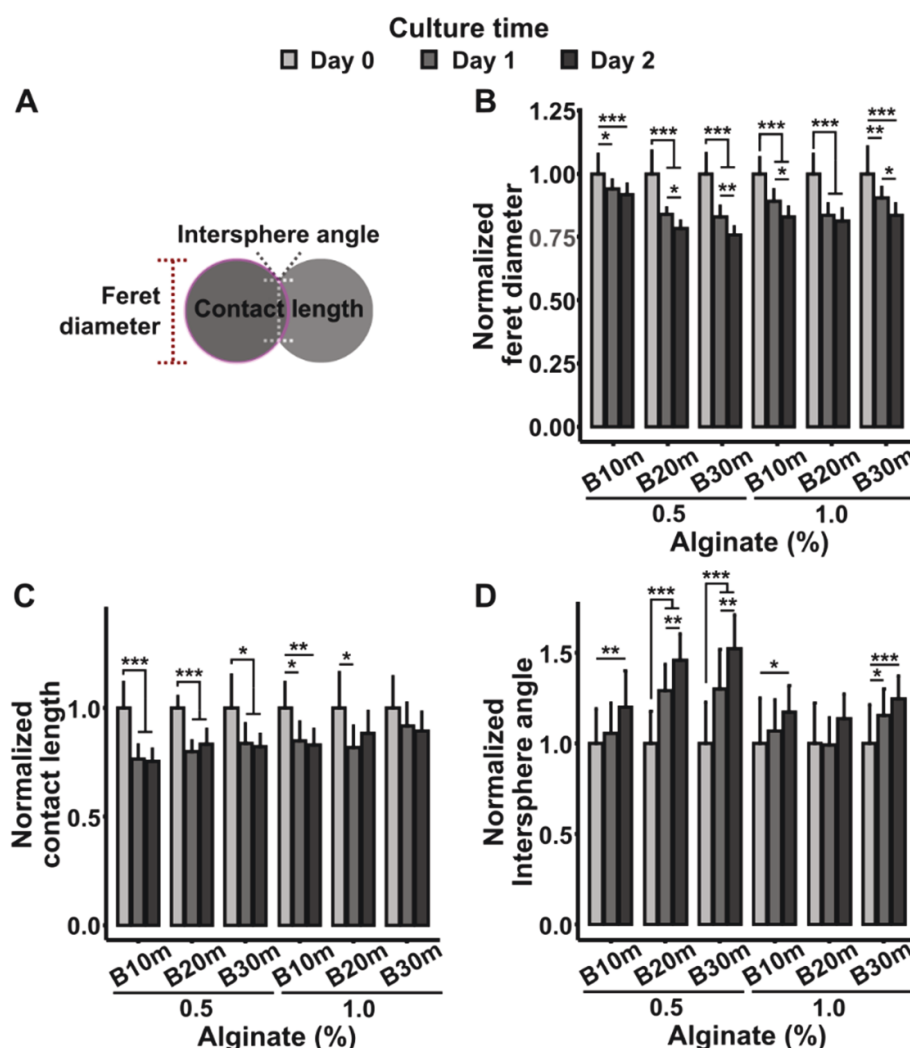 Culture time
Day 0 Day 1 Day 2
A
Intersphere angle
Feret
diameter
Contact length
B
Normalized
feret diameter
1.25
1.00
0.75
0.50
0.25
0.00
*** * *** * *** ** *** * *** *** ** *
B10m B20m B30m B10m B20m B30m
0.5 1.0
Alginate (%)
C
Normalized
contact length
1.0
0.5
0.0
*** *** * ** * *
B10m B20m B30m B10m B20m B30m
0.5 1.0
Alginate (%)
D
Normalized
Intersphere angle
1.5
1.0
0.5
0.0
** *** ** *** ** * *** *
B10m B20m B30m B10m B20m B30m
0.5 1.0
Alginate (%)